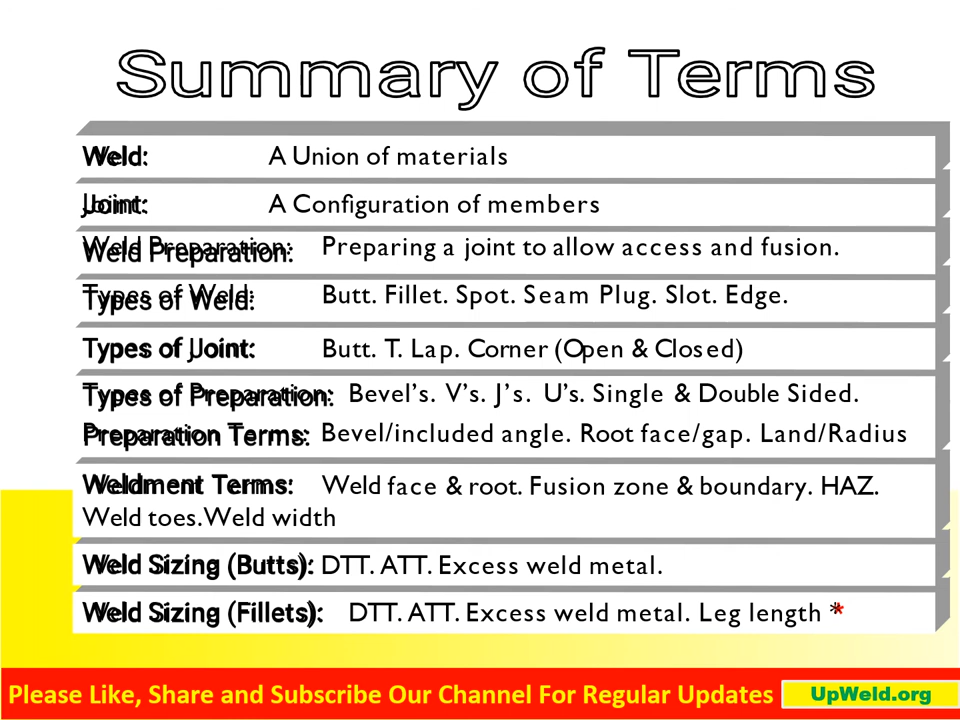 Summary of Terms
Weld: A Union of materials
Joint: A Configuration of members
Weld Preparation: Preparing a joint to allow access and fusion.
Types of Weld: Butt. Fillet. Spot. Seam Plug. Slot. Edge.
Types of Joint: Butt. T. Lap. Corner (Open & Closed)
Types of Preparation: Bevel's. V's. J's. U's. Single & Double Sided.
Preparation Terms: Bevel/included angle. Root face/gap. Land/Radius
Weldment Terms: Weld face & root. Fusion zone & boundary. HAZ.
Weld toes.Weld width
Weld Sizing (Butts): DTT. ATT. Excess weld metal.
Weld Sizing (Fillets): DTT. ATT. Excess weld metal. Leg length *
Please Like, Share and Subscribe Our Channel For Regular Updates UpWeld.org